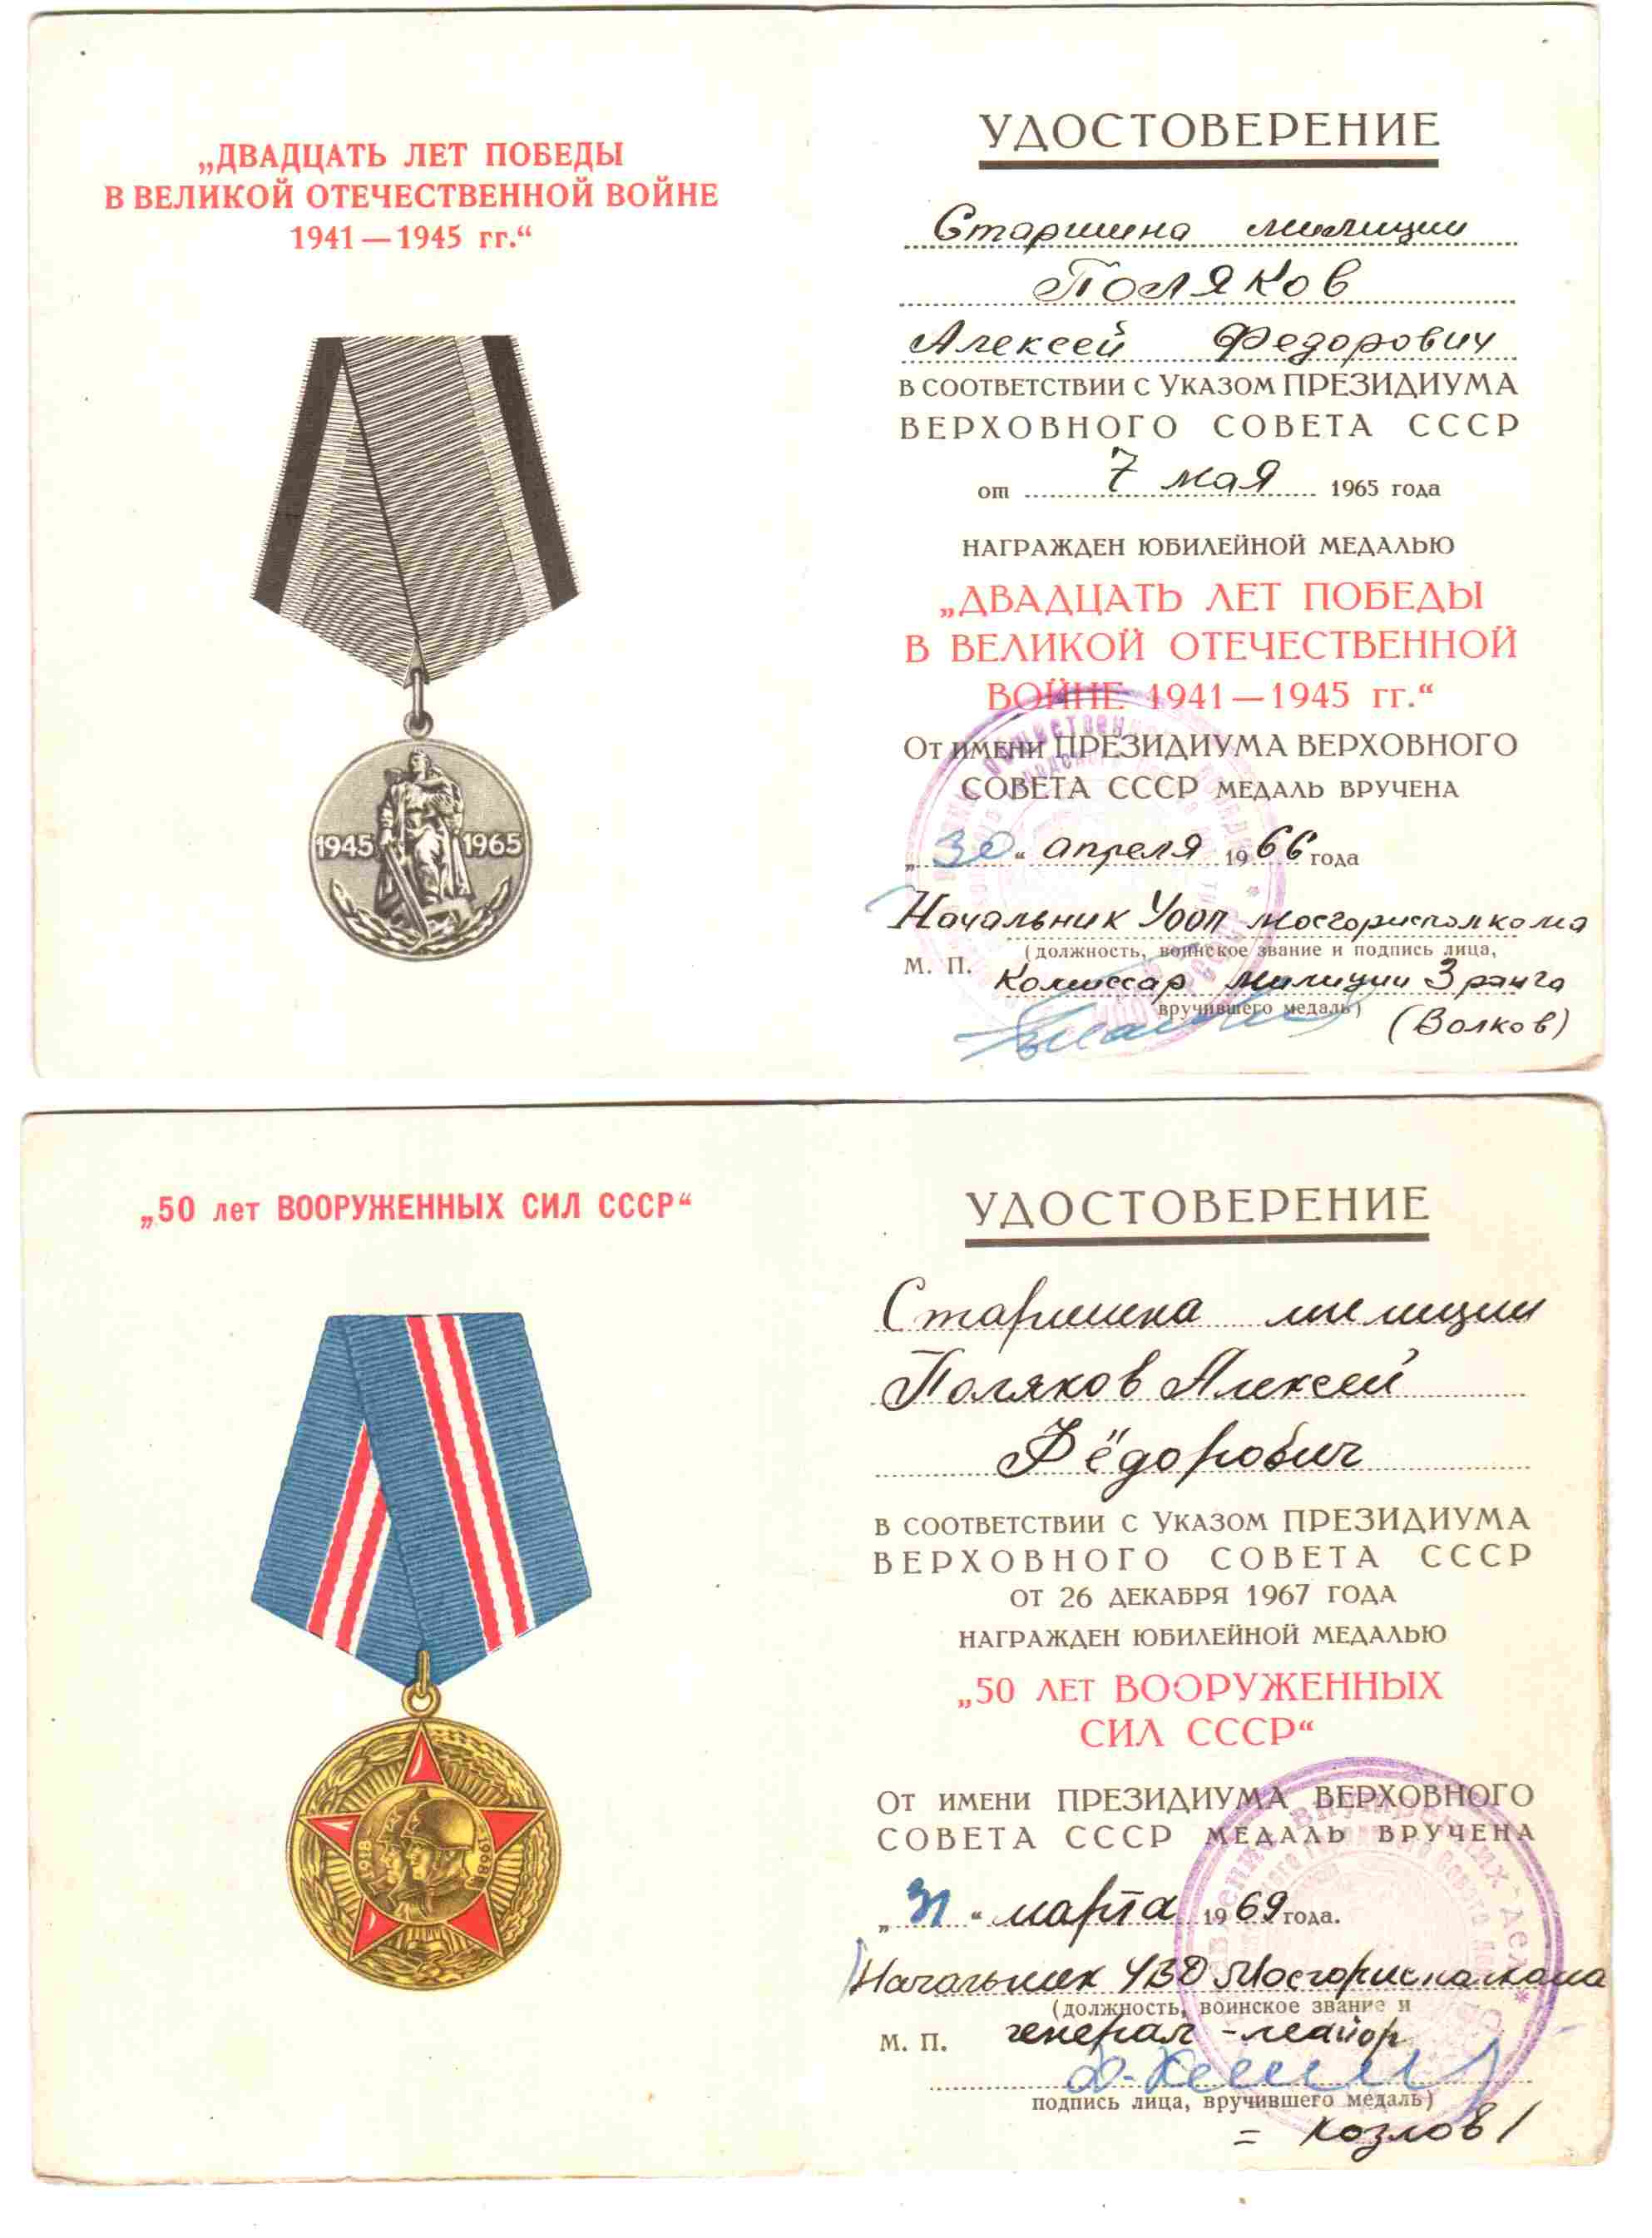 „ДВАДЦАТЬ ЛЕТ ПОБЕДЫ
В ВЕЛИКОЙ ОТЕЧЕСТВЕННОЙ ВОЙНЕ
1941 — 1945 гг.“
1945 1965
УДОСТОВЕРЕНИЕ
Старшина милиции
Поляков
Алексей Федорович
В СООТВЕТСТВИИ С УКАЗОМ ПРЕЗИДИУМА
ВЕРХОВНОГО СОВЕТА СССР
от 7 мая 1965 года
НАГРАЖДЕН ЮБИЛЕЙНОЙ МЕДАЛЬЮ
„ДВАДЦАТЬ ЛЕТ ПОБЕДЫ
В ВЕЛИКОЙ ОТЕЧЕСТВЕННОЙ
ВОЙНЕ 1941 — 1945 гг.“
ОТ ИМЕНИ ПРЕЗИДИУМА ВЕРХОВНОГО
СОВЕТА СССР МЕДАЛЬ ВРУЧЕНА
„30“ апреля 1966 года
Начальник Уооп мосгорисполкома
(должность, воинское звание и подпись лица,
М. П. Комиссар милиции 3 ранга
вручившего медаль)
(Волков)
„50 лет ВООРУЖЕННЫХ СИЛ СССР“
1918 1968
УДОСТОВЕРЕНИЕ
Старшина милиции
Поляков Алексей
Фёдорович
В СООТВЕТСТВИИ С УКАЗОМ ПРЕЗИДИУМА
ВЕРХОВНОГО СОВЕТА СССР
ОТ 26 ДЕКАБРЯ 1967 ГОДА
НАГРАЖДЕН ЮБИЛЕЙНОЙ МЕДАЛЬЮ
„50 ЛЕТ ВООРУЖЕННЫХ
СИЛ СССР“
ОТ ИМЕНИ ПРЕЗИДИУМА ВЕРХОВНОГО
СОВЕТА СССР МЕДАЛЬ ВРУЧЕНА
„31“ марта 1969 года.
Начальник УВД Мосгорисполкома
(должность, воинское звание и
М. П. генерал-майор
подпись лица, вручившего медаль)
= Козлов/